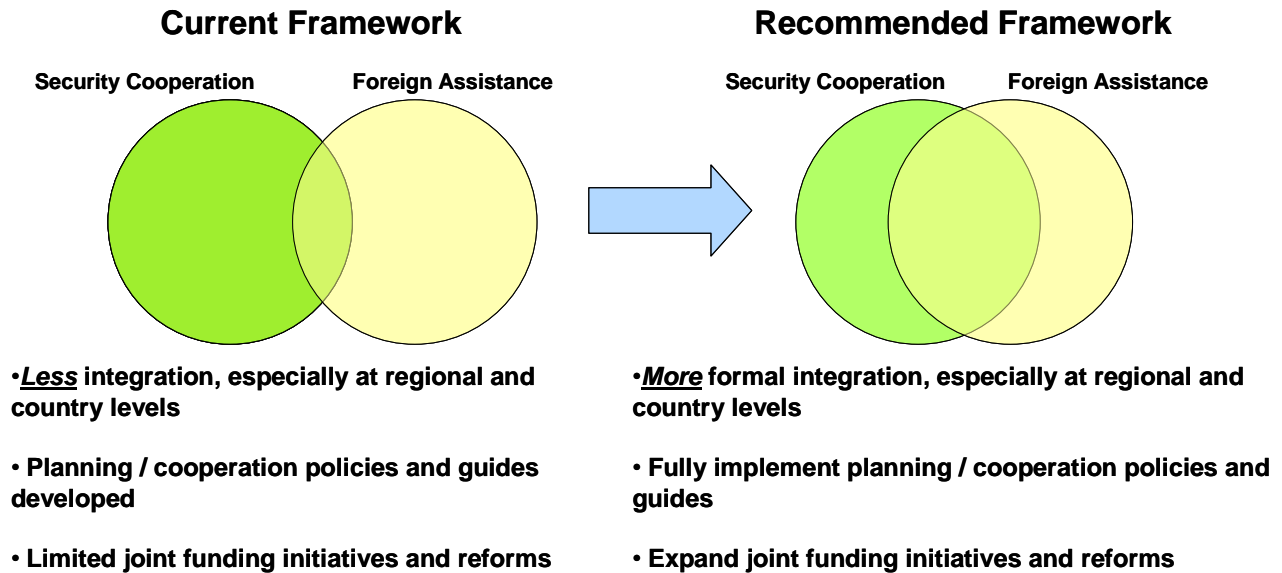 Current Framework
Security Cooperation
Foreign Assistance
•Less integration, especially at regional and
country levels
• Planning / cooperation policies and guides
developed
• Limited joint funding initiatives and reforms
Recommended Framework
Security Cooperation
Foreign Assistance
•More formal integration, especially at regional and
country levels
• Fully implement planning / cooperation policies and
guides
• Expand joint funding initiatives and reforms